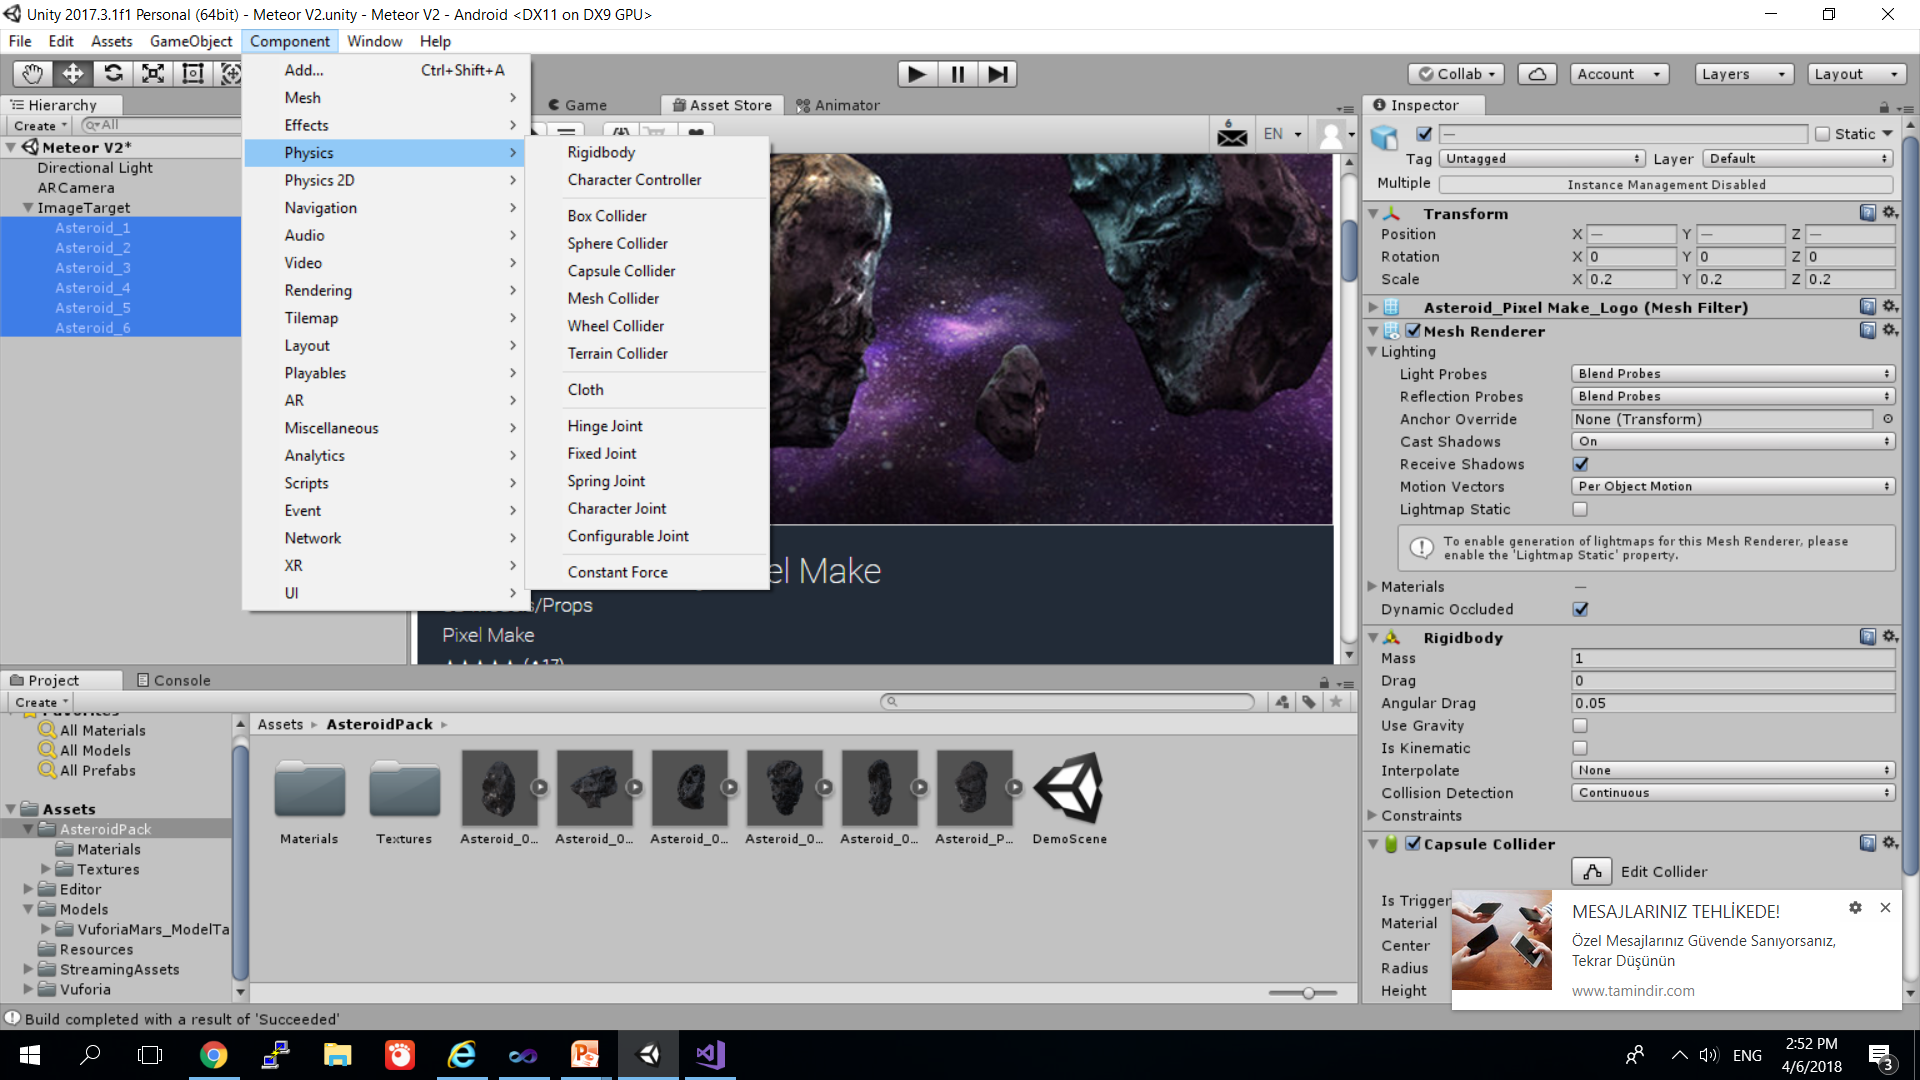 Unity 2017.3.1f1 Personal (64bit) - Meteor V2.unity - Meteor V2 - Android <DX11 on DX9 GPU>
File Edit Assets GameObject Component Window Help
Collab Account Layers Layout
Hierarchy
Create All
Meteor V2*
Directional Light
ARCamera
ImageTarget
Asteroid_1
Asteroid_2
Asteroid_3
Asteroid_4
Asteroid_5
Asteroid_6
Add... Ctrl+Shift+A
Mesh
Effects
Physics
Physics 2D
Navigation
Audio
Video
Rendering
Tilemap
Layout
Playables
AR
Miscellaneous
Analytics
Scripts
Event
Network
XR
UI
Rigidbody
Character Controller
Box Collider
Sphere Collider
Capsule Collider
Mesh Collider
Wheel Collider
Terrain Collider
Cloth
Hinge Joint
Fixed Joint
Spring Joint
Character Joint
Configurable Joint
Constant Force
Game Asset Store Animator
6 EN
el Make
/Props
Pixel Make
Inspector
— Static
Tag Untagged Layer Default
Multiple Instance Management Disabled
Transform
Position X — Y — Z —
Rotation X 0 Y 0 Z 0
Scale X 0.2 Y 0.2 Z 0.2
Asteroid_Pixel Make_Logo (Mesh Filter)
Mesh Renderer
Lighting
Light Probes Blend Probes
Reflection Probes Blend Probes
Anchor Override None (Transform)
Cast Shadows On
Receive Shadows
Motion Vectors Per Object Motion
Lightmap Static
To enable generation of lightmaps for this Mesh Renderer, please
enable the 'Lightmap Static' property.
Materials —
Dynamic Occluded
Rigidbody
Mass 1
Drag 0
Angular Drag 0.05
Use Gravity
Is Kinematic
Interpolate None
Collision Detection Continuous
Constraints
Capsule Collider
Edit Collider
Is Trigger
Material
Center
Radius
Height
MESAJLARINIZ TEHLİKEDE!
Özel Mesajlarınız Güvende Sanıyorsanız,
Tekrar Düşünün
www.tamindir.com
Project Console
Create
Favorites
All Materials
All Models
All Prefabs
Assets
AsteroidPack
Materials
Textures
Editor
Models
VuforiaMars_ModelTa
Resources
StreamingAssets
Vuforia
Assets AsteroidPack
Materials Textures Asteroid_0... Asteroid_0... Asteroid_0... Asteroid_0... Asteroid_0... Asteroid_P... DemoScene
Build completed with a result of 'Succeeded'
ENG
2:52 PM
4/6/2018
3